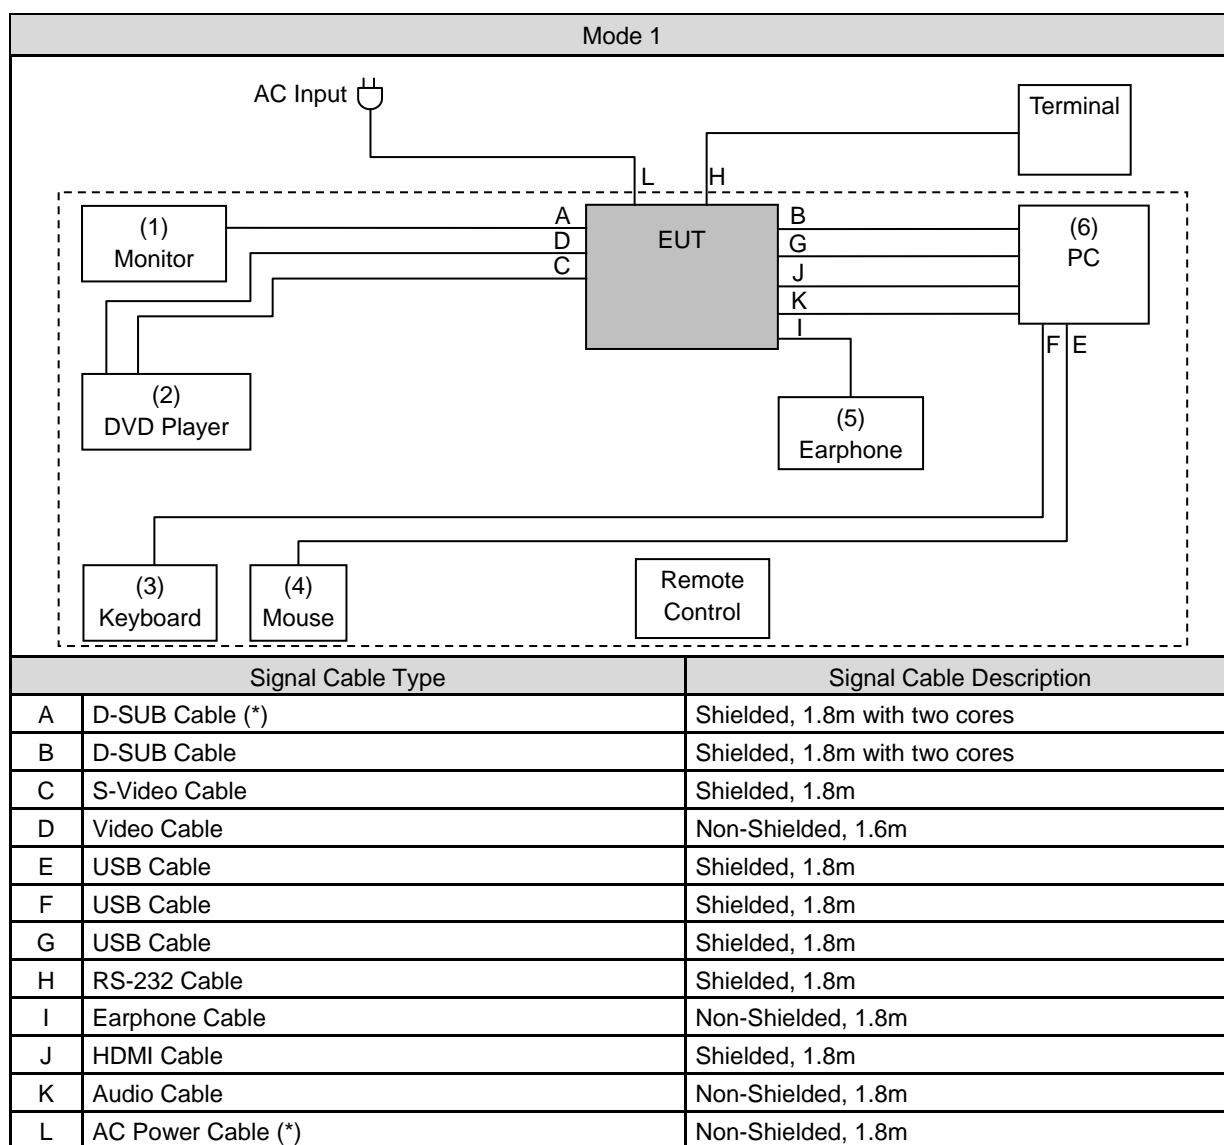 Mode 1
AC Input
Terminal
L
H
(1)
Monitor
A
D
C
EUT
B
G
J
K
I
(6)
PC
F
E
(2)
DVD Player
(5)
Earphone
(3)
Keyboard
(4)
Mouse
Remote
Control
Signal Cable Type Signal Cable Description
A D-SUB Cable (*) Shielded, 1.8m with two cores
B D-SUB Cable Shielded, 1.8m with two cores
C S-Video Cable Shielded, 1.8m
D Video Cable Non-Shielded, 1.6m
E USB Cable Shielded, 1.8m
F USB Cable Shielded, 1.8m
G USB Cable Shielded, 1.8m
H RS-232 Cable Shielded, 1.8m
I Earphone Cable Non-Shielded, 1.8m
J HDMI Cable Shielded, 1.8m
K Audio Cable Non-Shielded, 1.8m
L AC Power Cable (*) Non-Shielded, 1.8m